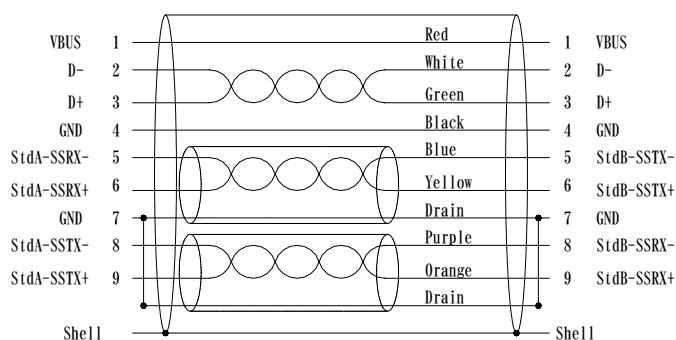 Red
VBUS 1 1 VBUS
White
D- 2 2 D-
Green
D+ 3 3 D+
Black
GND 4 4 GND
Blue
StdA-SSRX- 5 5 StdB-SSTX-
Yellow
StdA-SSRX+ 6 6 StdB-SSTX+
Drain
GND 7 7 GND
Purple
StdA-SSTX- 8 8 StdB-SSRX-
Orange
StdA-SSTX+ 9 9 StdB-SSRX+
Drain
Shell Shell